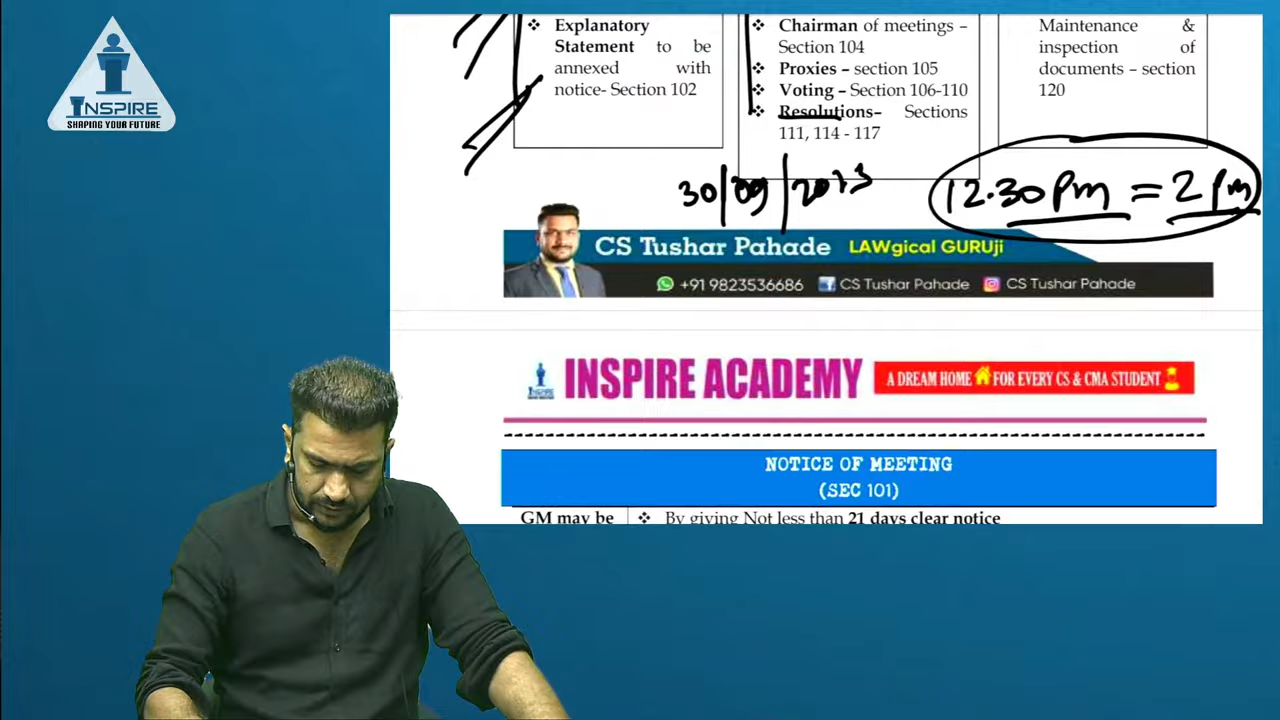 INSPIRE
SHAPING YOUR FUTURE
❖ Explanatory
Statement to be
annexed with
notice- Section 102
Chairman of meetings –
Section 104
❖ Proxies – section 105
❖ Voting – Section 106-110
❖ Resolutions– Sections
111, 114 - 117
Maintenance &
inspection of
documents – section
120
30/09/2023
12.30 Pm = 2 Pm
CS Tushar Pahade LAWgical GURUji
+91 9823536686 CS Tushar Pahade CS Tushar Pahade
INSPIRE
INSPIRE ACADEMY A DREAM HOME FOR EVERY CS & CMA STUDENT
NOTICE OF MEETING
(SEC 101)
GM may be ❖ By giving Not less than 21 days clear notice